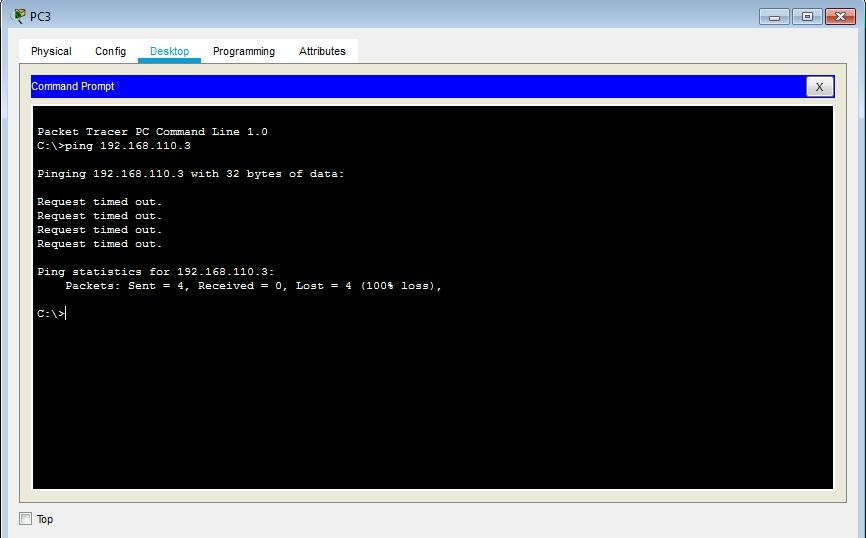 PC3
Physical Config Desktop Programming Attributes
Command Prompt
X
Packet Tracer PC Command Line 1.0
C:\>ping 192.168.110.3
Pinging 192.168.110.3 with 32 bytes of data:
Request timed out.
Request timed out.
Request timed out.
Request timed out.
Ping statistics for 192.168.110.3:
Packets: Sent = 4, Received = 0, Lost = 4 (100% loss),
C:\>
Top